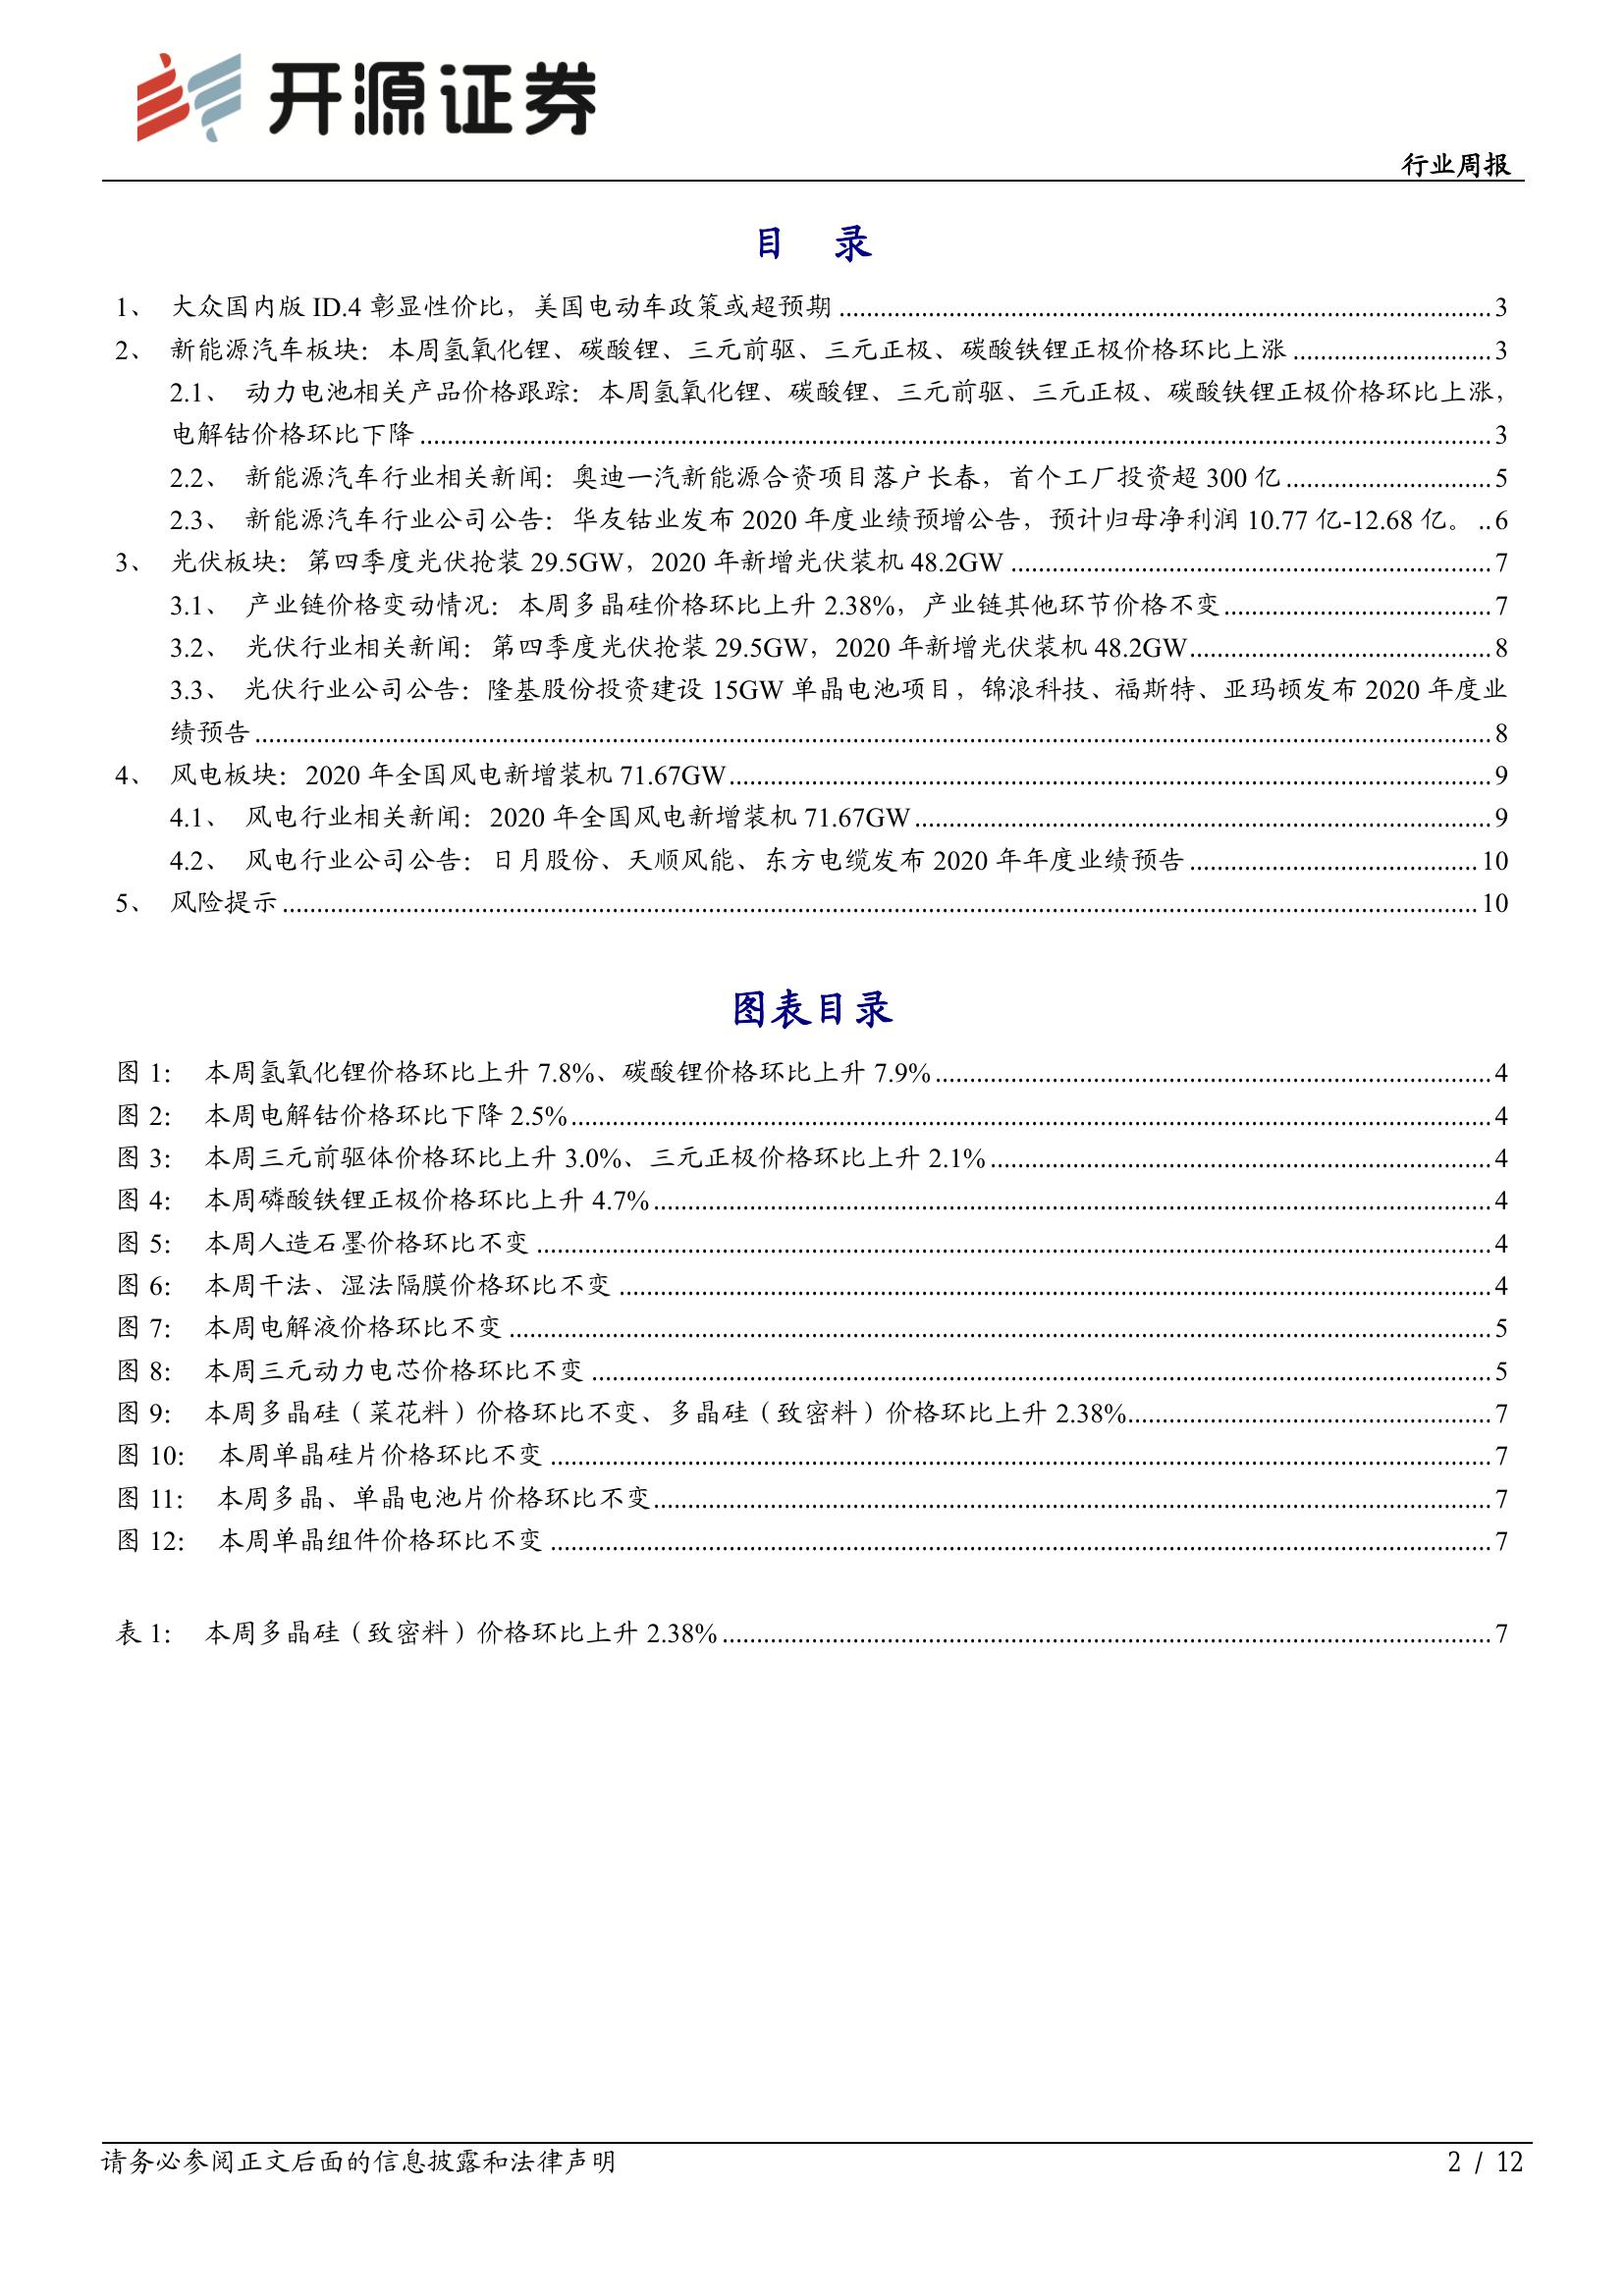 开源证券
行业周报
目 录
1、 大众国内版 ID.4 彰显性价比，美国电动车政策或超预期 3
2、 新能源汽车板块：本周氢氧化锂、碳酸锂、三元前驱、三元正极、碳酸铁锂正极价格环比上涨 3
2.1、 动力电池相关产品价格跟踪：本周氢氧化锂、碳酸锂、三元前驱、三元正极、碳酸铁锂正极价格环比上涨，
电解钴价格环比下降 3
2.2、 新能源汽车行业相关新闻：奥迪一汽新能源合资项目落户长春，首个工厂投资超 300 亿 5
2.3、 新能源汽车行业公司公告：华友钴业发布 2020 年度业绩预增公告，预计归母净利润 10.77 亿-12.68 亿。 6
3、 光伏板块：第四季度光伏抢装 29.5GW，2020 年新增光伏装机 48.2GW 7
3.1、 产业链价格变动情况：本周多晶硅价格环比上升 2.38%，产业链其他环节价格不变 7
3.2、 光伏行业相关新闻：第四季度光伏抢装 29.5GW，2020 年新增光伏装机 48.2GW 8
3.3、 光伏行业公司公告：隆基股份投资建设 15GW 单晶电池项目，锦浪科技、福斯特、亚玛顿发布 2020 年度业
绩预告 8
4、 风电板块：2020 年全国风电新增装机 71.67GW 9
4.1、 风电行业相关新闻：2020 年全国风电新增装机 71.67GW 9
4.2、 风电行业公司公告：日月股份、天顺风能、东方电缆发布 2020 年年度业绩预告 10
5、 风险提示 10
图表目录
图 1： 本周氢氧化锂价格环比上升 7.8%、碳酸锂价格环比上升 7.9% 4
图 2： 本周电解钴价格环比下降 2.5% 4
图 3： 本周三元前驱体价格环比上升 3.0%、三元正极价格环比上升 2.1% 4
图 4： 本周磷酸铁锂正极价格环比上升 4.7% 4
图 5： 本周人造石墨价格环比不变 4
图 6： 本周干法、湿法隔膜价格环比不变 4
图 7： 本周电解液价格环比不变 5
图 8： 本周三元动力电芯价格环比不变 5
图 9： 本周多晶硅（菜花料）价格环比不变、多晶硅（致密料）价格环比上升 2.38% 7
图 10： 本周单晶硅片价格环比不变 7
图 11： 本周多晶、单晶电池片价格环比不变 7
图 12： 本周单晶组件价格环比不变 7
表 1： 本周多晶硅（致密料）价格环比上升 2.38% 7
请务必参阅正文后面的信息披露和法律声明 2 / 12